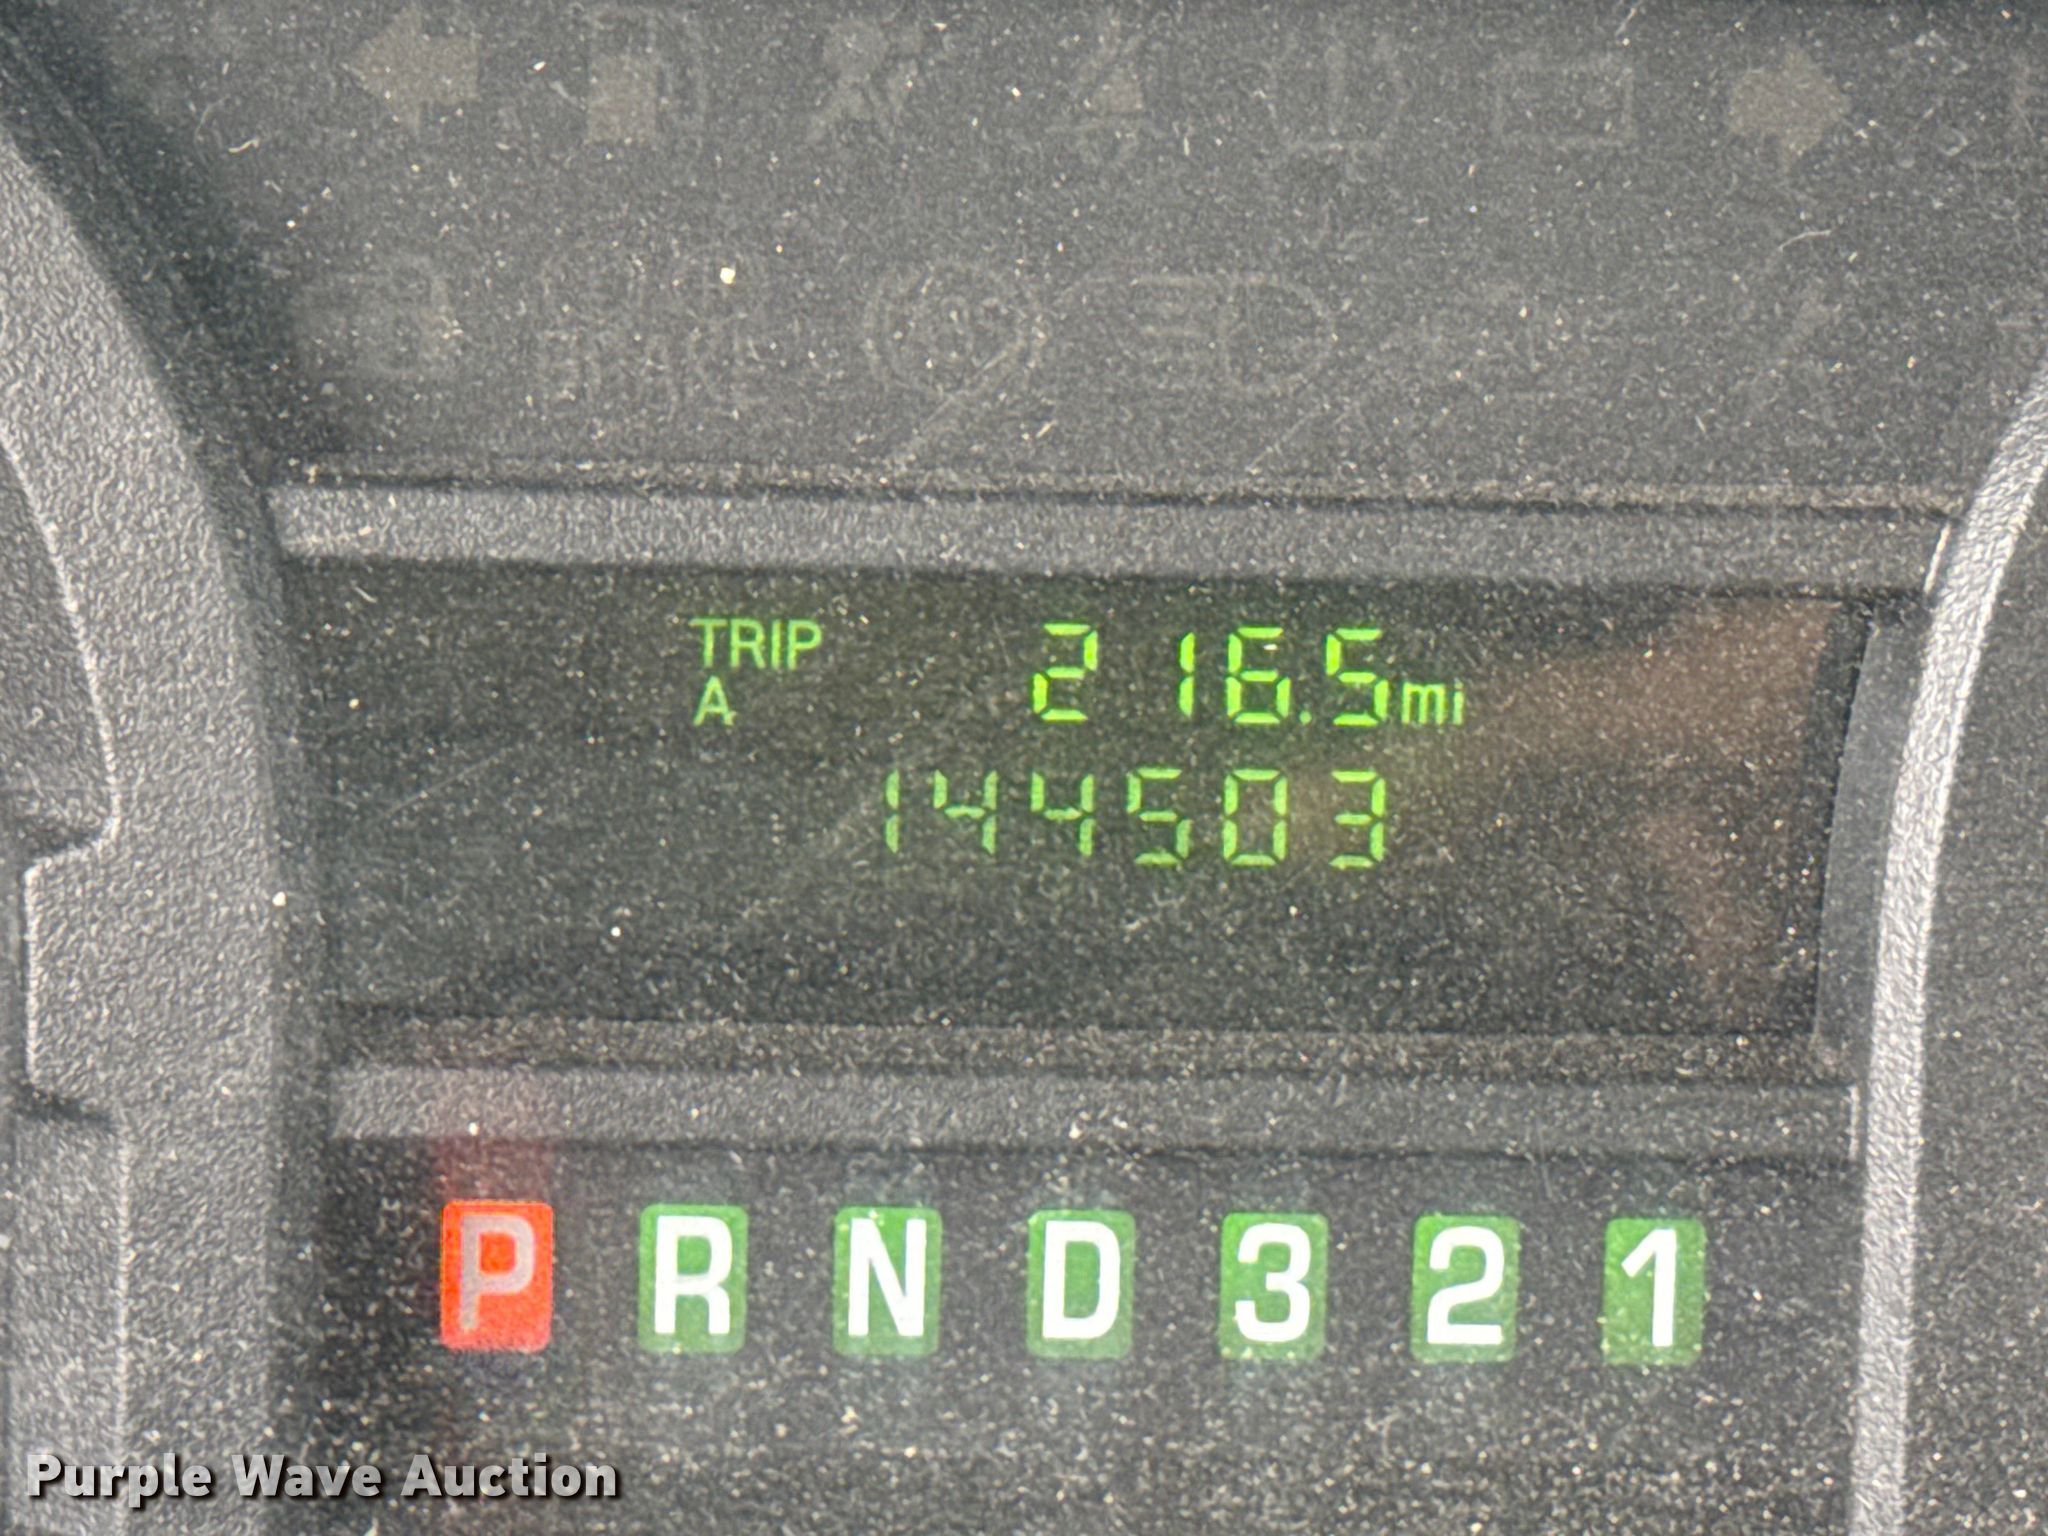 TRIP 216.5mi
A
144503
P R N D 3 2 1
Purple Wave Auction